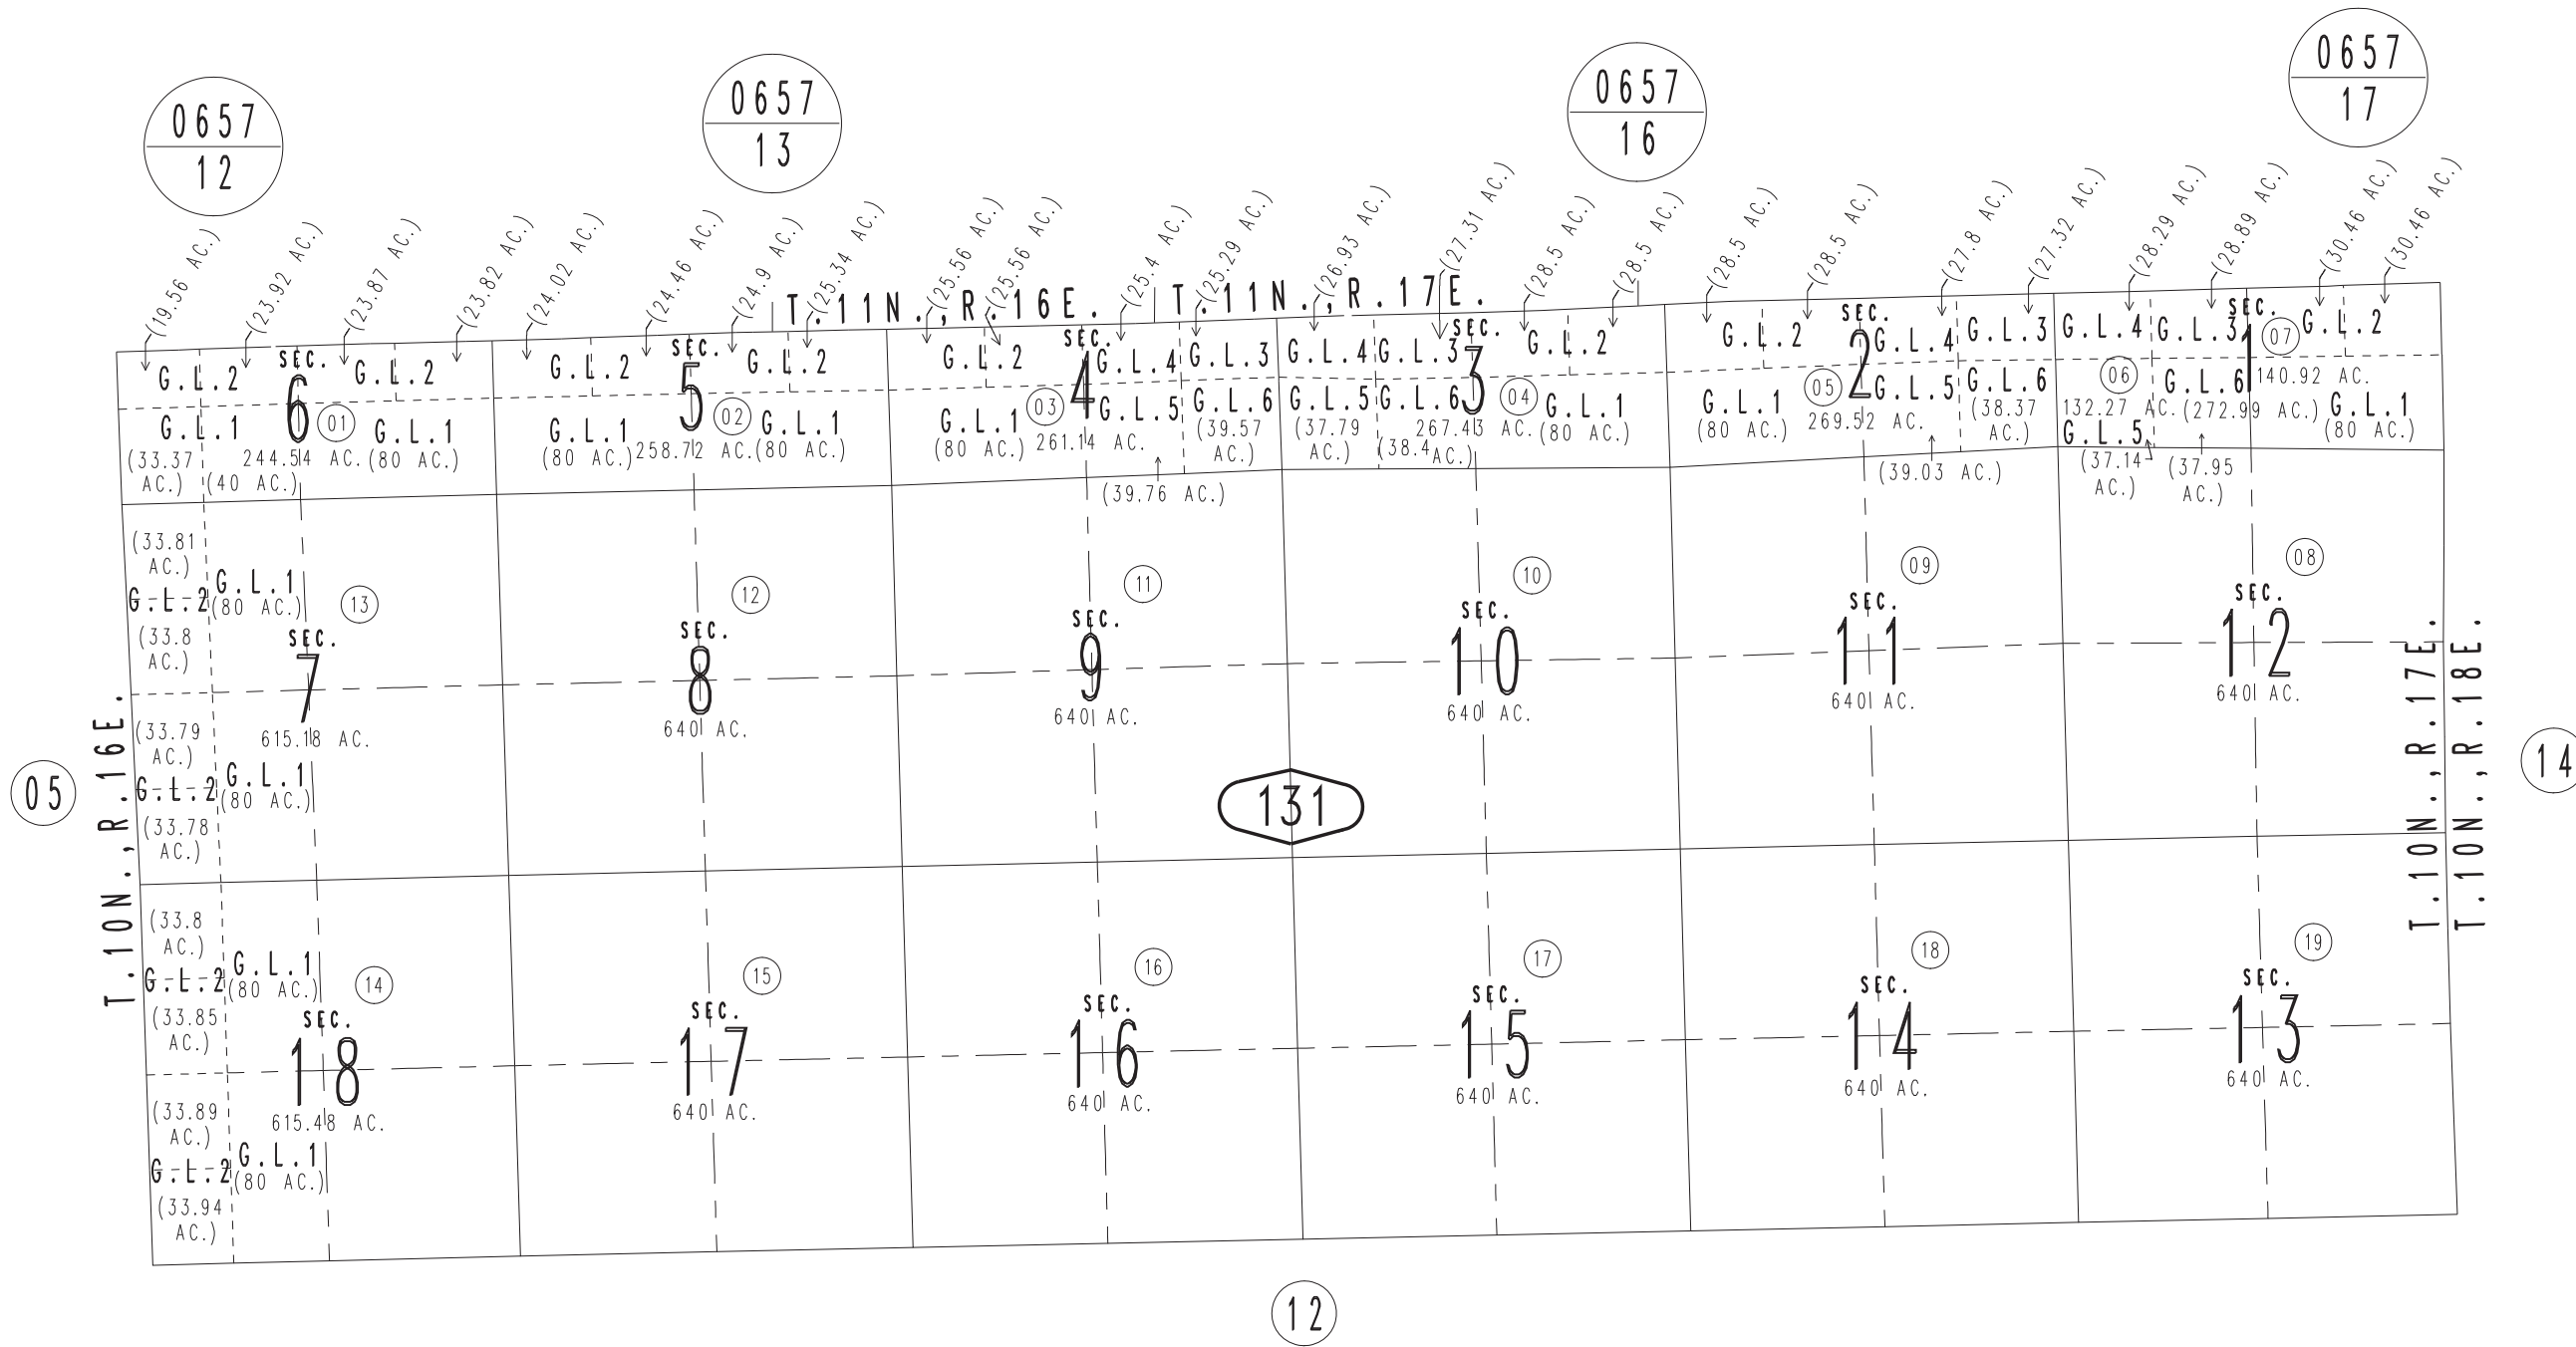 0657
12
0657
13
0657
16
0657
17
(19.56 AC.)
(23.92 AC.)
(23.87 AC.)
(23.82 AC.)
(24.02 AC.)
(24.46 AC.)
(24.9 AC.)
(25.34 AC.)
(25.56 AC.)
(25.56 AC.)
(25.4 AC.)
(25.29 AC.)
(26.93 AC.)
(27.31 AC.)
(28.5 AC.)
(28.5 AC.)
(28.5 AC.)
(28.5 AC.)
(27.8 AC.)
(27.32 AC.)
(28.29 AC.)
(28.89 AC.)
(30.46 AC.)
(30.46 AC.)
T.11N.,R.16E.
T.11N.,R.17E.
G.L.2
SEC.
6
G.L.2
01
G.L.1
G.L.1
(33.37
AC.)
(40 AC.)
244.54 AC.
(80 AC.)
G.L.2
SEC.
5
G.L.2
02
G.L.1
(80 AC.)
258.72 AC.
G.L.1
(80 AC.)
G.L.2
SEC.
4
G.L.4
G.L.3
G.L.1
(80 AC.)
03
261.14 AC.
G.L.5
(39.76 AC.)
G.L.6
(39.57
AC.)
G.L.4
G.L.3
SEC.
3
G.L.2
G.L.5
(37.79
AC.)
G.L.6
(38.4
AC.)
267.43 AC.
04
G.L.1
(80 AC.)
G.L.2
SEC.
2
G.L.4
G.L.3
G.L.1
(80 AC.)
05
269.52 AC.
G.L.5
(39.03 AC.)
G.L.6
(38.37
AC.)
G.L.4
G.L.3
SEC.
1
07
G.L.2
06
132.27 AC.
G.L.6
(272.99 AC.)
140.92 AC.
G.L.5
(37.14
AC.)
(37.95
AC.)
G.L.1
(80 AC.)
(33.81
AC.)
G.L.2
G.L.1
(80 AC.)
(33.8
AC.)
13
SEC.
7
615.18 AC.
(33.79
AC.)
G.L.2
G.L.1
(80 AC.)
(33.78
AC.)
12
SEC.
8
640 AC.
11
SEC.
9
640 AC.
10
SEC.
10
640 AC.
09
SEC.
11
640 AC.
08
SEC.
12
640 AC.
T.10N.,R.16E.
05
131
T.10N.,R.17E.
T.10N.,R.18E.
14
(33.8
AC.)
G.L.2
G.L.1
(80 AC.)
(33.85
AC.)
14
SEC.
18
615.48 AC.
(33.89
AC.)
G.L.2
G.L.1
(80 AC.)
(33.94
AC.)
15
SEC.
17
640 AC.
16
SEC.
16
640 AC.
17
SEC.
15
640 AC.
18
SEC.
14
640 AC.
19
SEC.
13
640 AC.
12